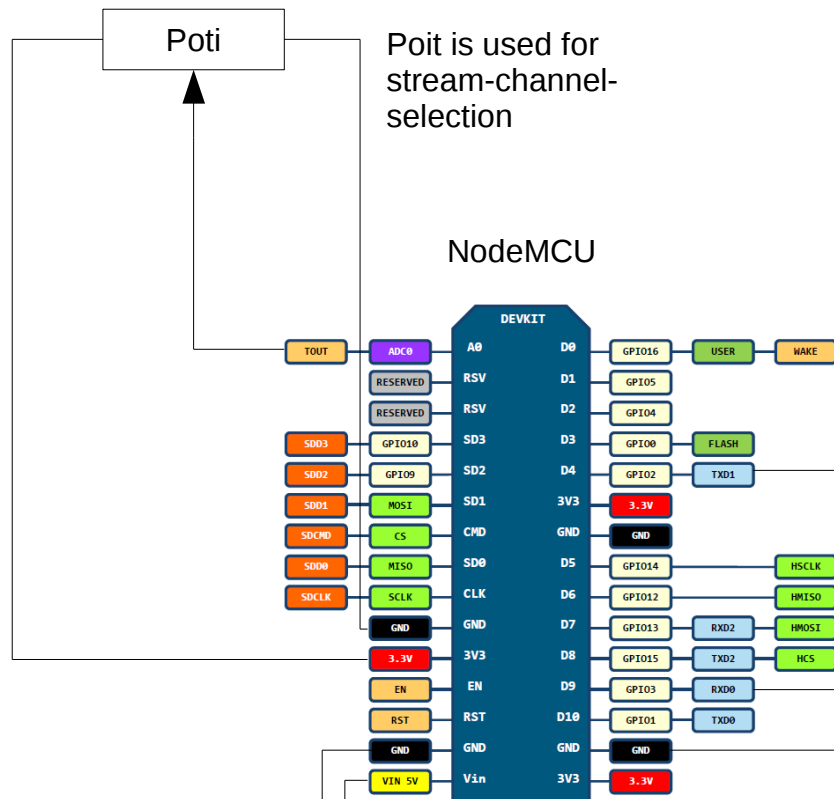 Poti
Poit is used for
stream-channel-
selection
NodeMCU
DEVKIT
TOUT ADC0 A0 D0 GPIO16 USER WAKE
RESERVED RSV D1 GPIO5
RESERVED RSV D2 GPIO4
SDD3 GPIO10 SD3 D3 GPIO0 FLASH
SDD2 GPIO9 SD2 D4 GPIO2 TXD1
SDD1 MOSI SD1 3V3 3.3V
SDCMD CS CMD GND GND
SDD0 MISO SD0 D5 GPIO14 HSCLK
SDCLK SCLK CLK D6 GPIO12 HMISO
GND GND D7 GPIO13 RXD2 HMOSI
3.3V 3V3 D8 GPIO15 TXD2 HCS
EN EN D9 GPIO3 RXD0
RST RST D10 GPIO1 TXD0
GND GND GND GND
VIN 5V Vin 3V3 3.3V